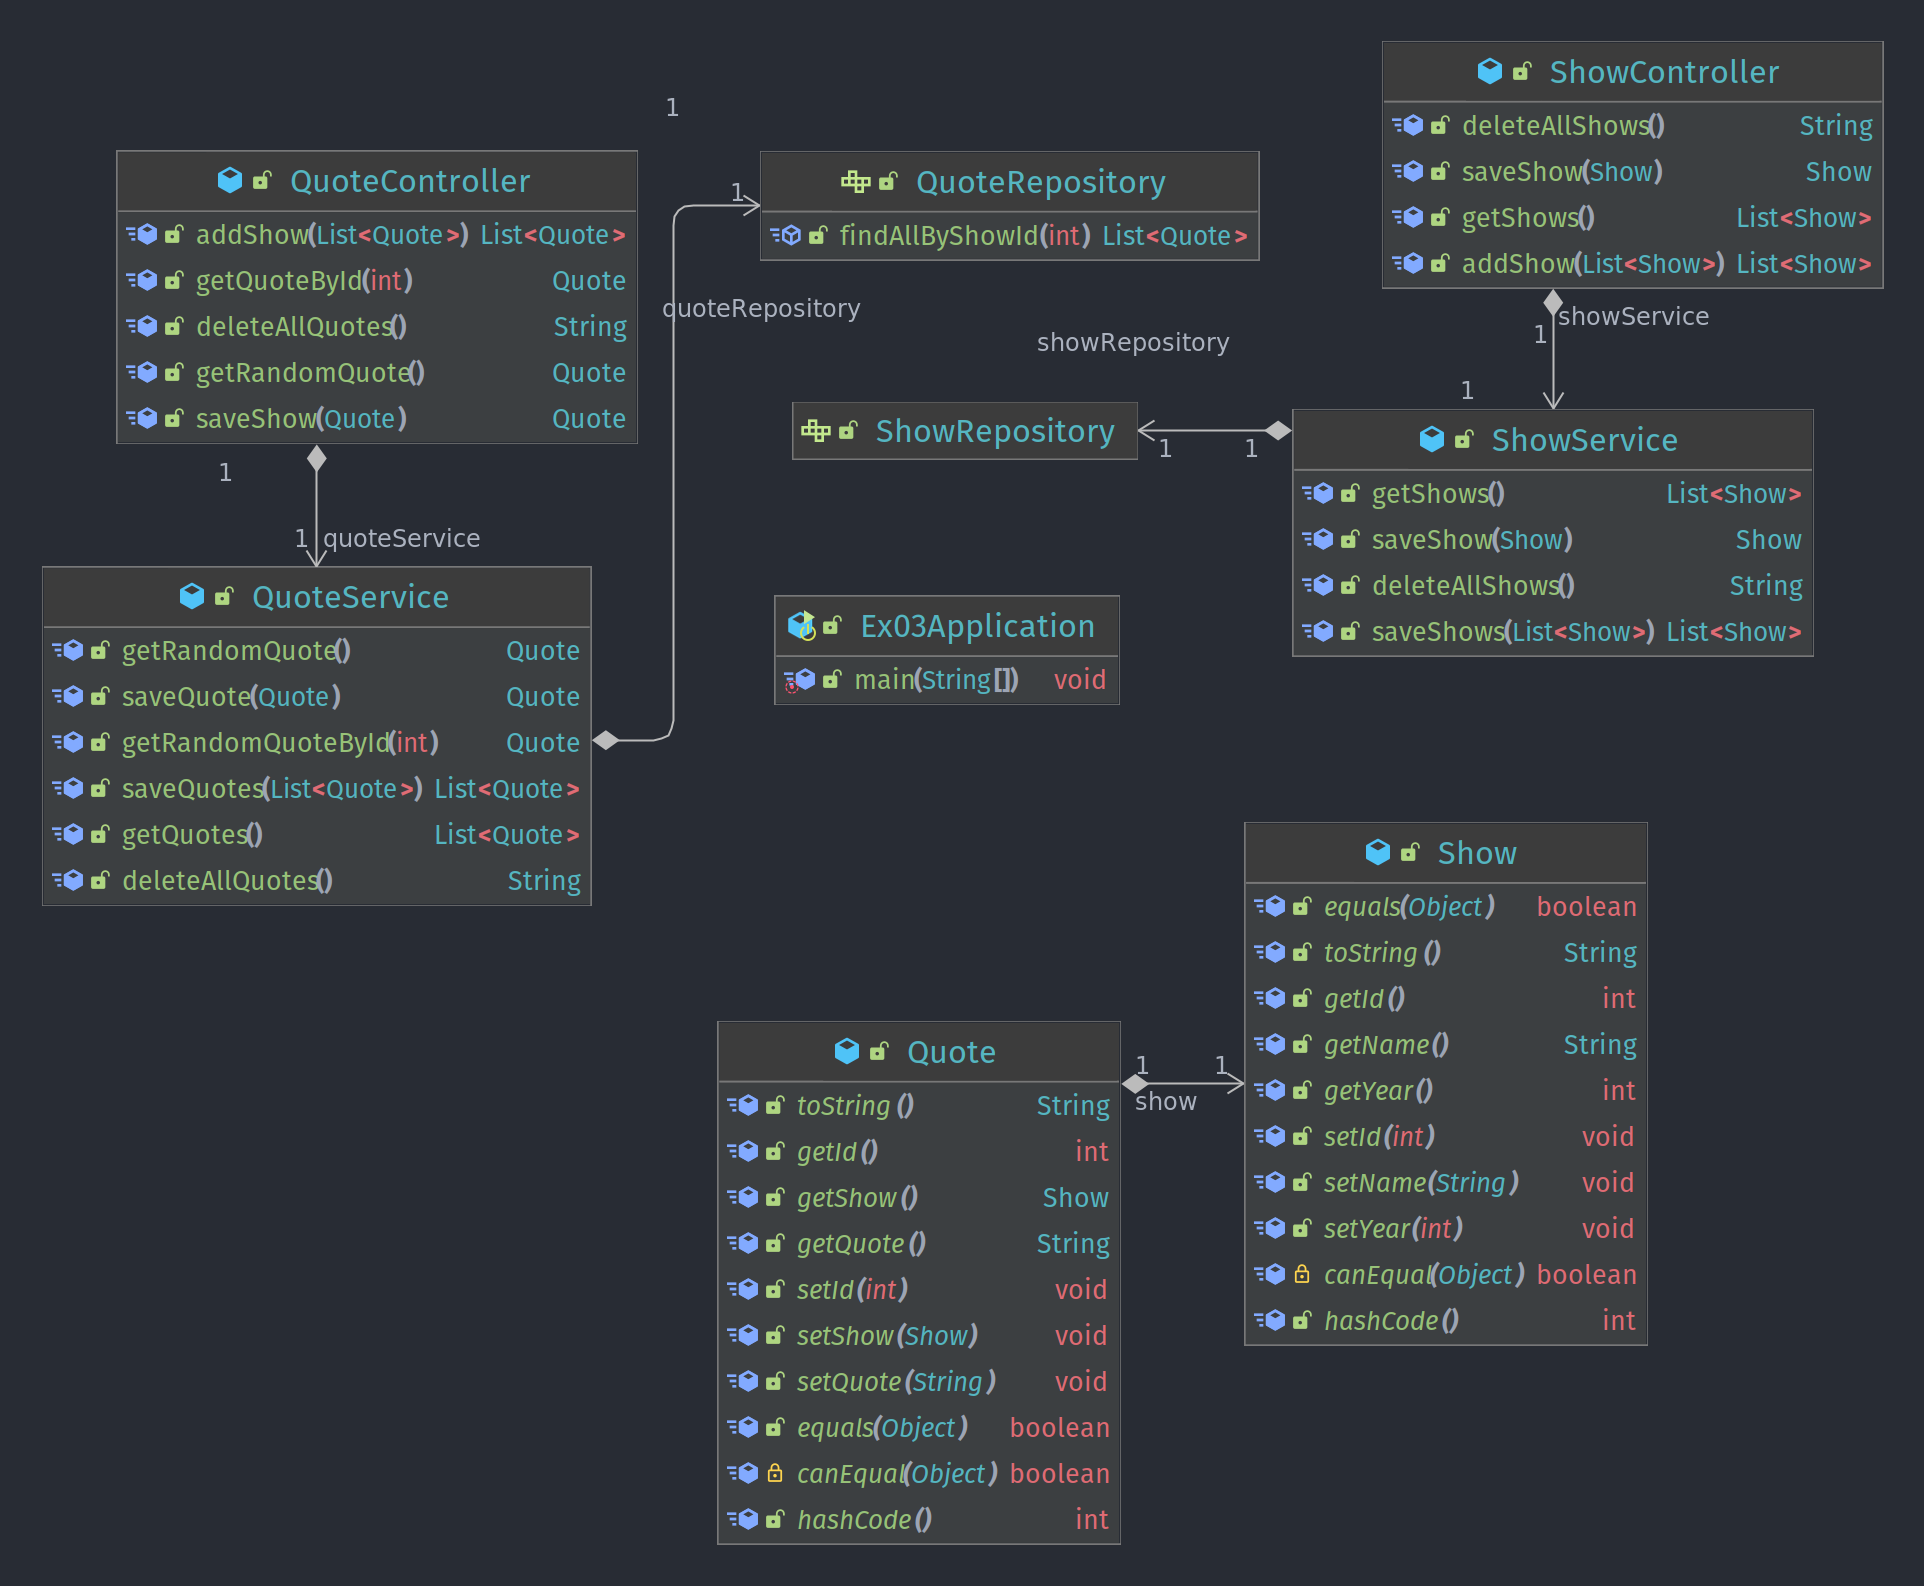 QuoteController
addShow(List<Quote>) List<Quote>
getQuoteById(int) Quote
deleteAllQuotes() String
getRandomQuote() Quote
saveShow(Quote) Quote
1
1 quoteService
QuoteService
getRandomQuote() Quote
saveQuote(Quote) Quote
getRandomQuoteById(int) Quote
saveQuotes(List<Quote>) List<Quote>
getQuotes() List<Quote>
deleteAllQuotes() String
1
1
quoteRepository
QuoteRepository
findAllByShowId(int) List<Quote>
ShowController
deleteAllShows() String
saveShow(Show) Show
getShows() List<Show>
addShow(List<Show>) List<Show>
showService
1
1
showRepository
ShowRepository
1 1
ShowService
getShows() List<Show>
saveShow(Show) Show
deleteAllShows() String
saveShows(List<Show>) List<Show>
Ex03Application
main(String[]) void
Quote
toString() String
getId() int
getShow() Show
getQuote() String
setId(int) void
setShow(Show) void
setQuote(String) void
equals(Object) boolean
canEqual(Object) boolean
hashCode() int
1 1
show
Show
equals(Object) boolean
toString() String
getId() int
getName() String
getYear() int
setId(int) void
setName(String) void
setYear(int) void
canEqual(Object) boolean
hashCode() int